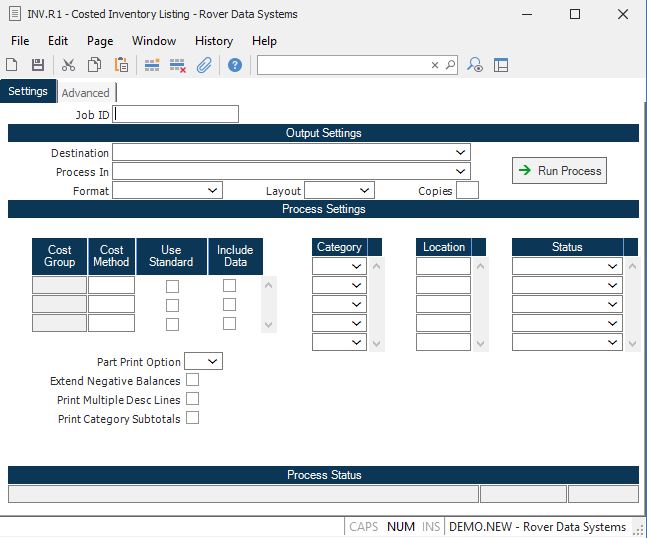 INV.R1 - Costed Inventory Listing - Rover Data Systems
File Edit Page Window History Help
Settings Advanced
Job ID
Output Settings
Destination
Process In
Run Process
Format Layout Copies
Process Settings
Cost Group Cost Method Use Standard Include Data Category Location Status
Part Print Option
Extend Negative Balances
Print Multiple Desc Lines
Print Category Subtotals
Process Status
CAPS NUM INS DEMO.NEW - Rover Data Systems